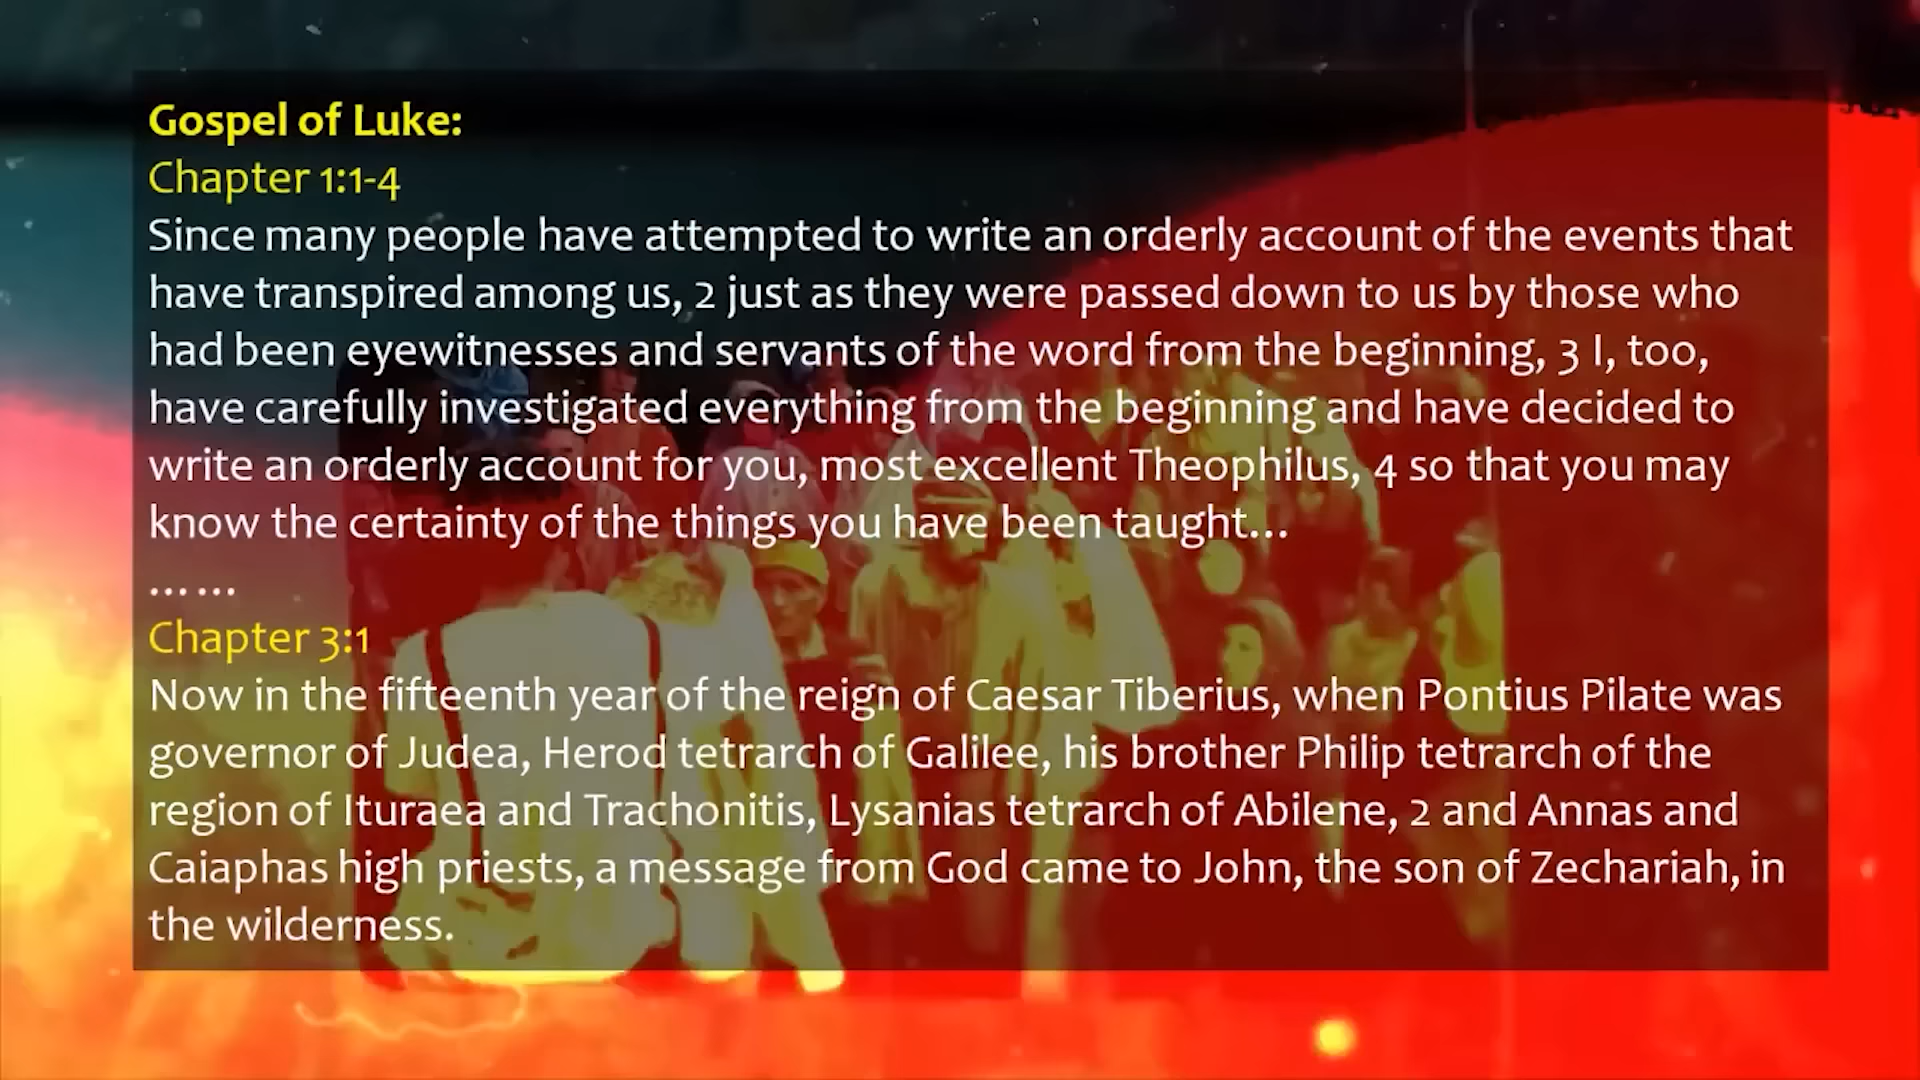 Gospel of Luke:
Chapter 1:1-4
Since many people have attempted to write an orderly account of the events that
have transpired among us, 2 just as they were passed down to us by those who
had been eyewitnesses and servants of the word from the beginning, 3 I, too,
have carefully investigated everything from the beginning and have decided to
write an orderly account for you, most excellent Theophilus, 4 so that you may
know the certainty of the things you have been taught...
... ...
Chapter 3:1
Now in the fifteenth year of the reign of Caesar Tiberius, when Pontius Pilate was
governor of Judea, Herod tetrarch of Galilee, his brother Philip tetrarch of the
region of Ituraea and Trachonitis, Lysanias tetrarch of Abilene, 2 and Annas and
Caiaphas high priests, a message from God came to John, the son of Zechariah, in
the wilderness.